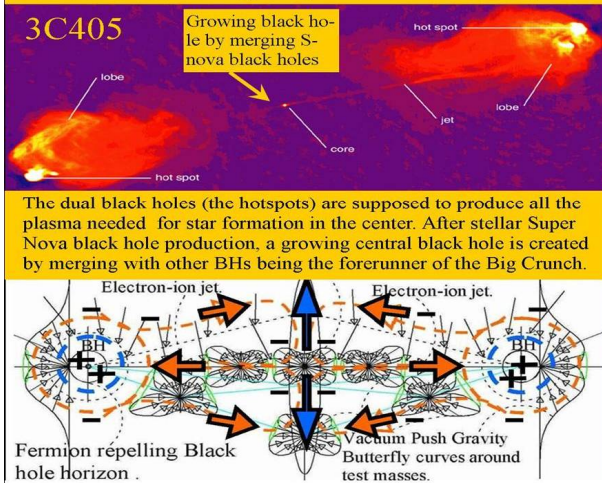 3C405
Growing black ho-
le by merging S-
nova black holes
hot spot
lobe
lobe
jet
core
hot spot
The dual black holes (the hotspots) are supposed to produce all the
plasma needed for star formation in the center. After stellar Super
Nova black hole production, a growing central black hole is created
by merging with other BHs being the forerunner of the Big Crunch.
Electron-ion jet.
Electron-ion jet.
BH
BH
Fermion repelling Black
hole horizon .
Vacuum Push Gravity
Butterfly curves around
test masses.